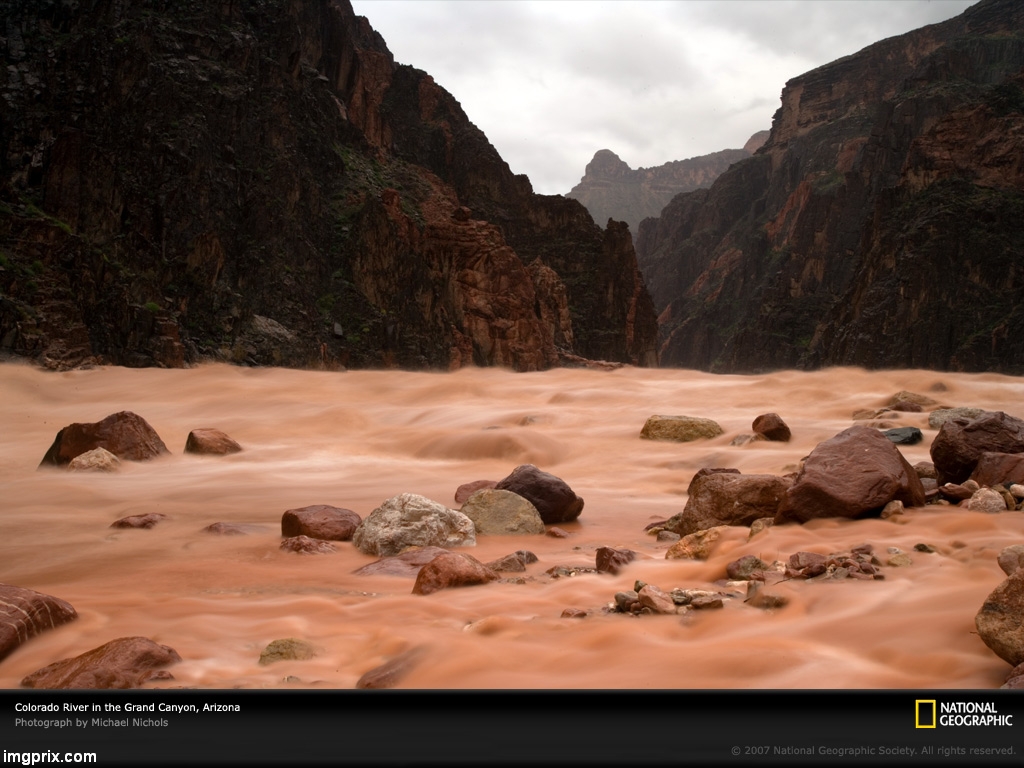 Colorado River in the Grand Canyon, Arizona
Photograph by Michael Nichols
NATIONAL
GEOGRAPHIC
© 2007 National Geographic Society. All rights reserved.
imgprix.com